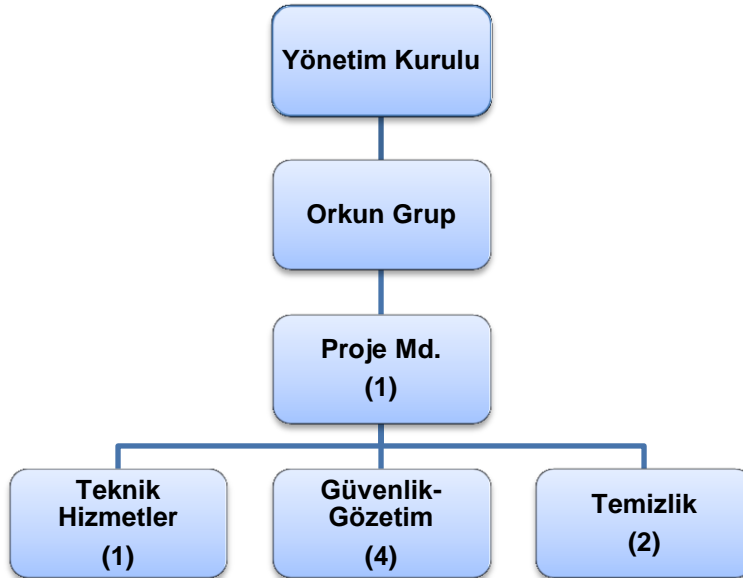 Yönetim Kurulu
Orkun Grup
Proje Md.
(1)
Teknik
Hizmetler
(1)
Güvenlik-
Gözetim
(4)
Temizlik
(2)